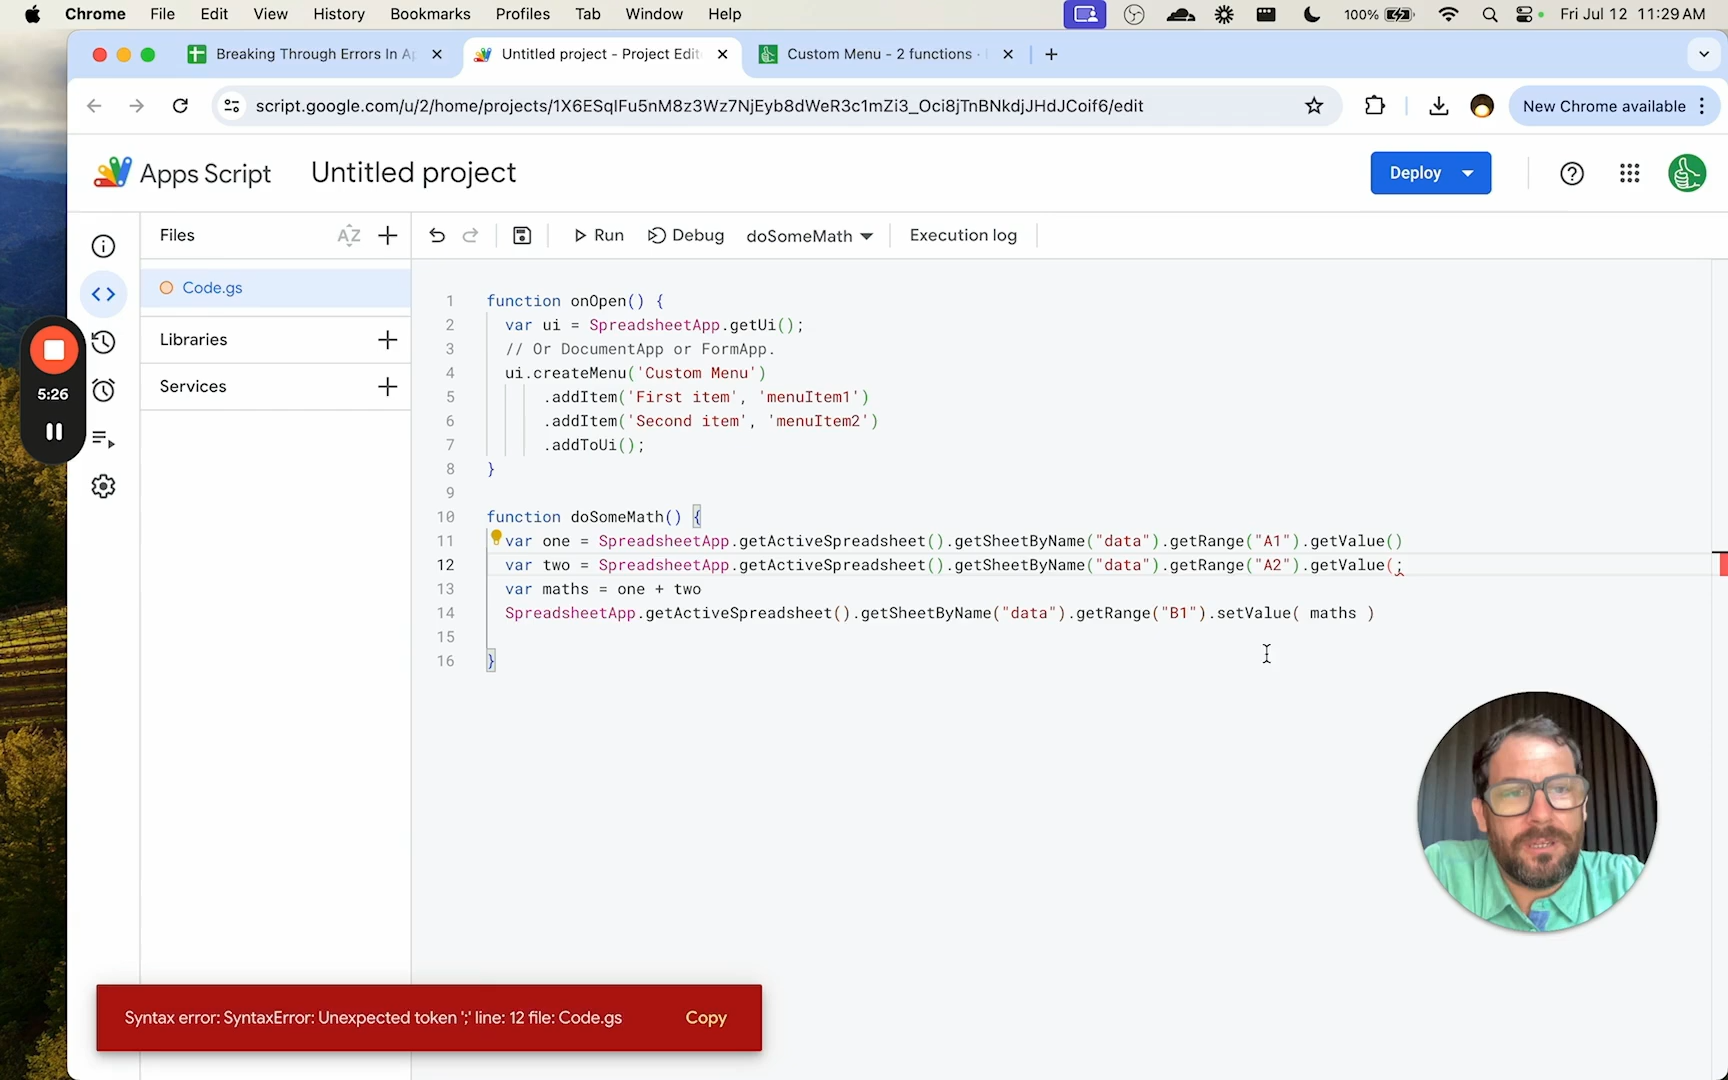 Chrome File Edit View History Bookmarks Profiles Tab Window Help 100% Fri Jul 12 11:29 AM
Breaking Through Errors In Ap
Untitled project - Project Edit
Custom Menu - 2 functions ·
script.google.com/u/2/home/projects/1X6ESqIFu5nM8z3Wz7NjEyb8dWeR3c1mZi3_Oci8jTnBNkdjJHdJCoif6/edit
New Chrome available
Apps Script
Untitled project
Deploy
Files
AZ
Run
Debug
doSomeMath
Execution log
Code.gs
Libraries
Services
5:26
1 function onOpen() {
2 var ui = SpreadsheetApp.getUi();
3 // Or DocumentApp or FormApp.
4 ui.createMenu('Custom Menu')
5 .addItem('First item', 'menuItem1')
6 .addItem('Second item', 'menuItem2')
7 .addToUi();
8 }
9
10 function doSomeMath() {
11 var one = SpreadsheetApp.getActiveSpreadsheet().getSheetByName("data").getRange("A1").getValue()
12 var two = SpreadsheetApp.getActiveSpreadsheet().getSheetByName("data").getRange("A2").getValue(;
13 var maths = one + two
14 SpreadsheetApp.getActiveSpreadsheet().getSheetByName("data").getRange("B1").setValue( maths )
15
16 }
Syntax error: SyntaxError: Unexpected token ';' line: 12 file: Code.gs
Copy